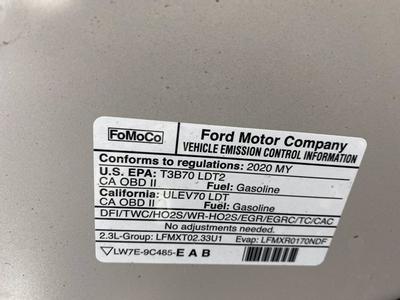 FoMoCo
Ford Motor Company
VEHICLE EMISSION CONTROL INFORMATION
Conforms to regulations: 2020 MY
U.S. EPA: T3B70 LDT2
CA OBD II Fuel: Gasoline
California: ULEV70 LDT
CA OBD II Fuel: Gasoline
DFI/TWC/HO2S/WR-HO2S/EGR/EGRC/TC/CAC
No adjustments needed.
2.3L-Group: LFMXT02.33U1 Evap: LFMXR0170NDF
LW7E-9C485-E A B